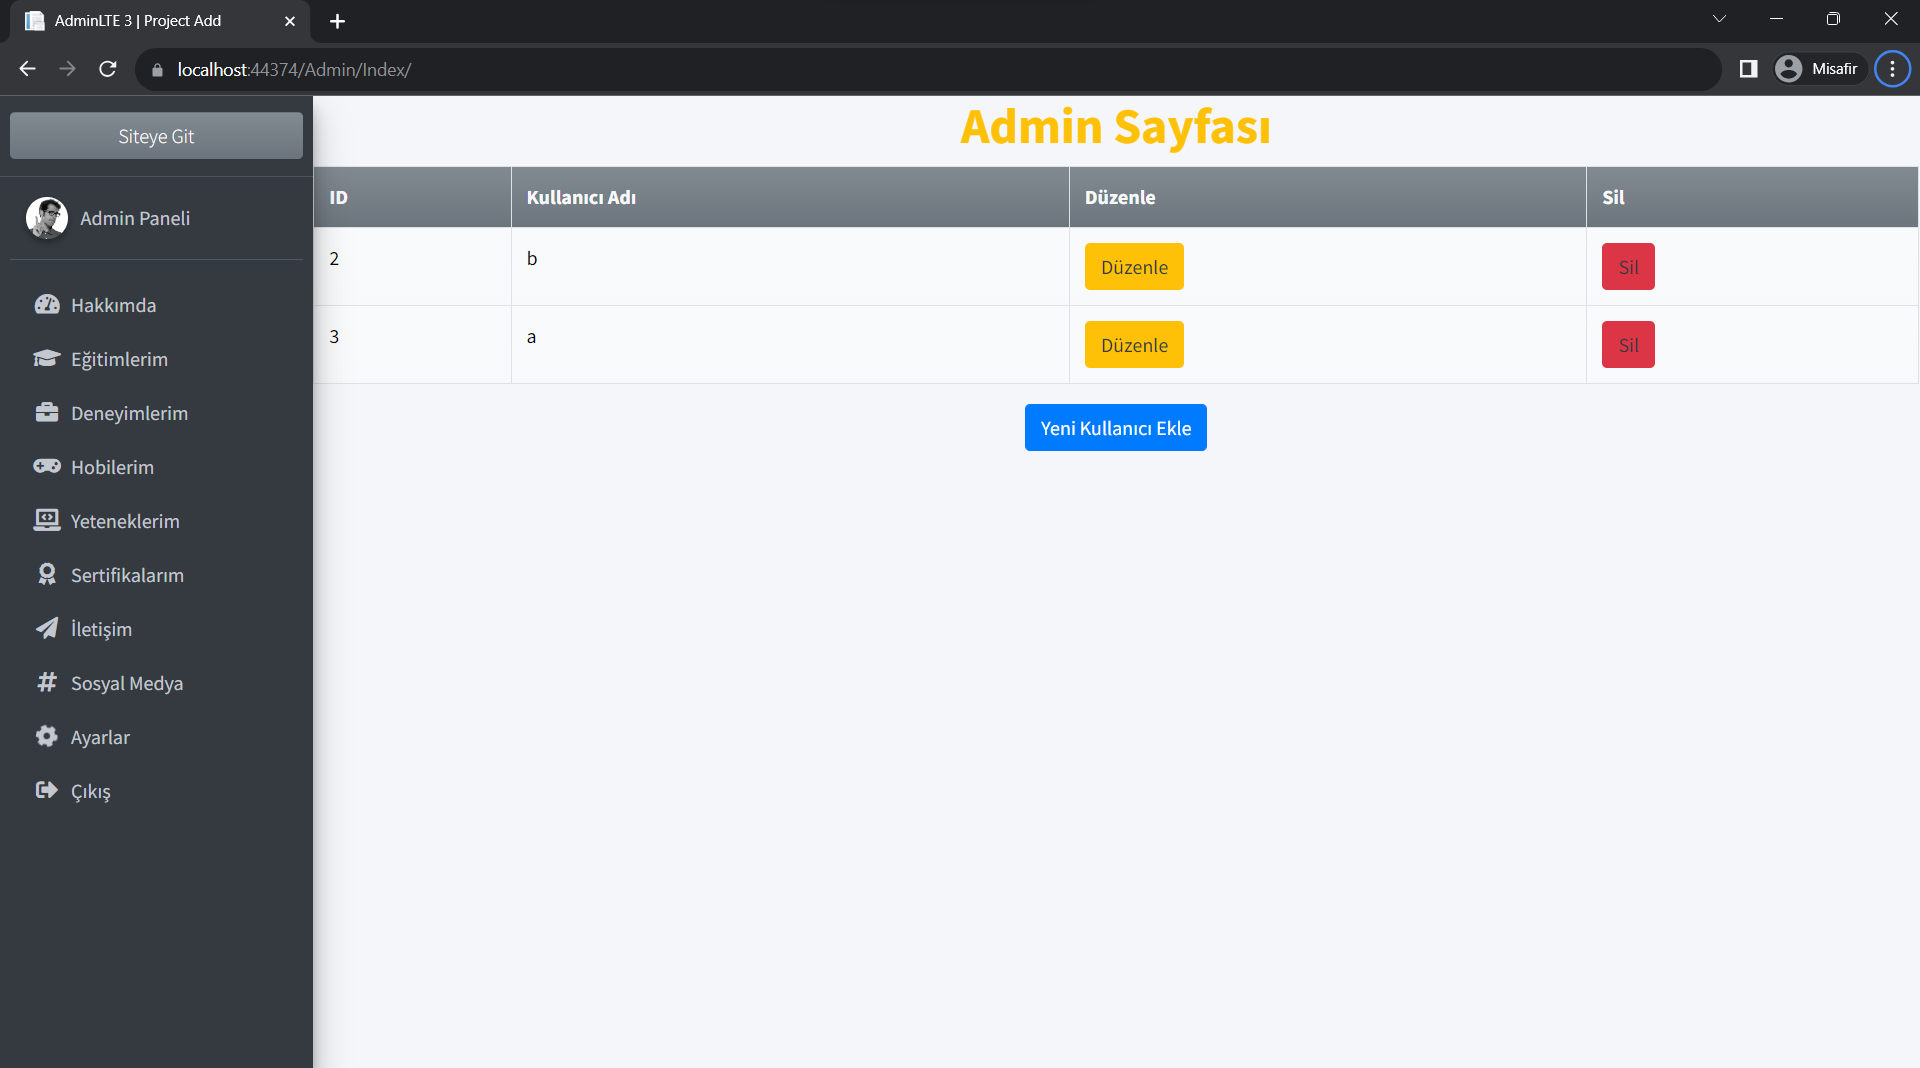 AdminLTE 3 | Project Add
localhost:44374/Admin/Index/
Misafir
Siteye Git
Admin Paneli
Hakkımda
Eğitimlerim
Deneyimlerim
Hobilerim
Yeteneklerim
Sertifikalarım
İletişim
Sosyal Medya
Ayarlar
Çıkış
Admin Sayfası
ID Kullanıcı Adı Düzenle Sil
2 b Düzenle Sil
3 a Düzenle Sil
Yeni Kullanıcı Ekle